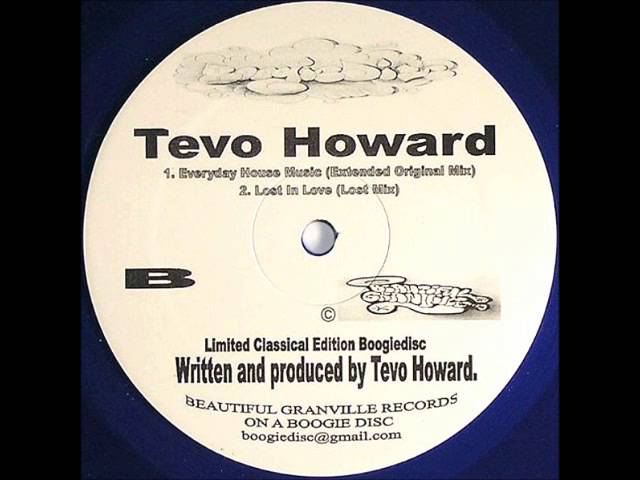 Tevo Howard
1. Everyday House Music (Extended Original Mix)
2. Lost In Love (Lost Mix)
B
©
Limited Classical Edition Boogiedisc
Written and produced by Tevo Howard.
BEAUTIFUL GRANVILLE RECORDS
ON A BOOGIE DISC
boogiedisc@gmail.com